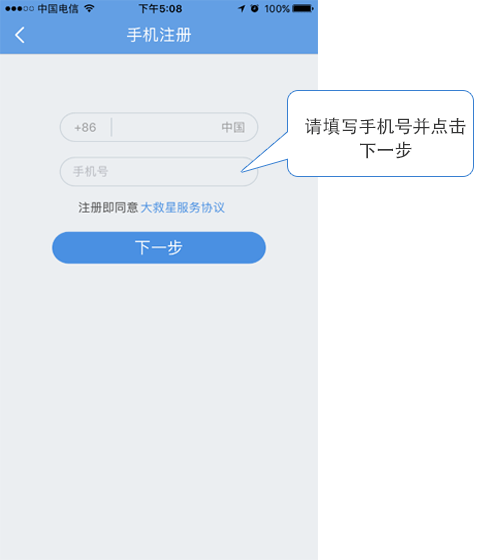 中国电信 下午5:08 100%
手机注册
+86 中国
请填写手机号并点击
下一步
手机号
注册即同意大救星服务协议
下一步